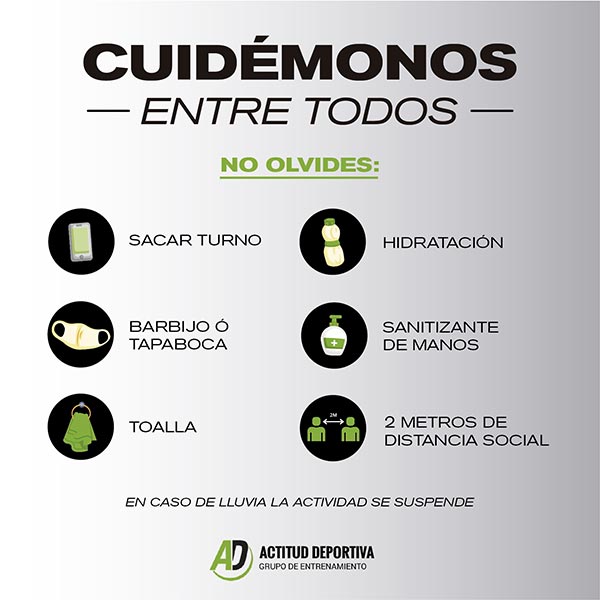 CUIDÉMONOS
ENTRE TODOS
NO OLVIDES:
SACAR TURNO
HIDRATACIÓN
BARBIJO Ó
TAPABOCA
SANITIZANTE
DE MANOS
TOALLA
2M
2 METROS DE
DISTANCIA SOCIAL
EN CASO DE LLUVIA LA ACTIVIDAD SE SUSPENDE
AD
ACTITUD DEPORTIVA
GRUPO DE ENTRENAMIENTO